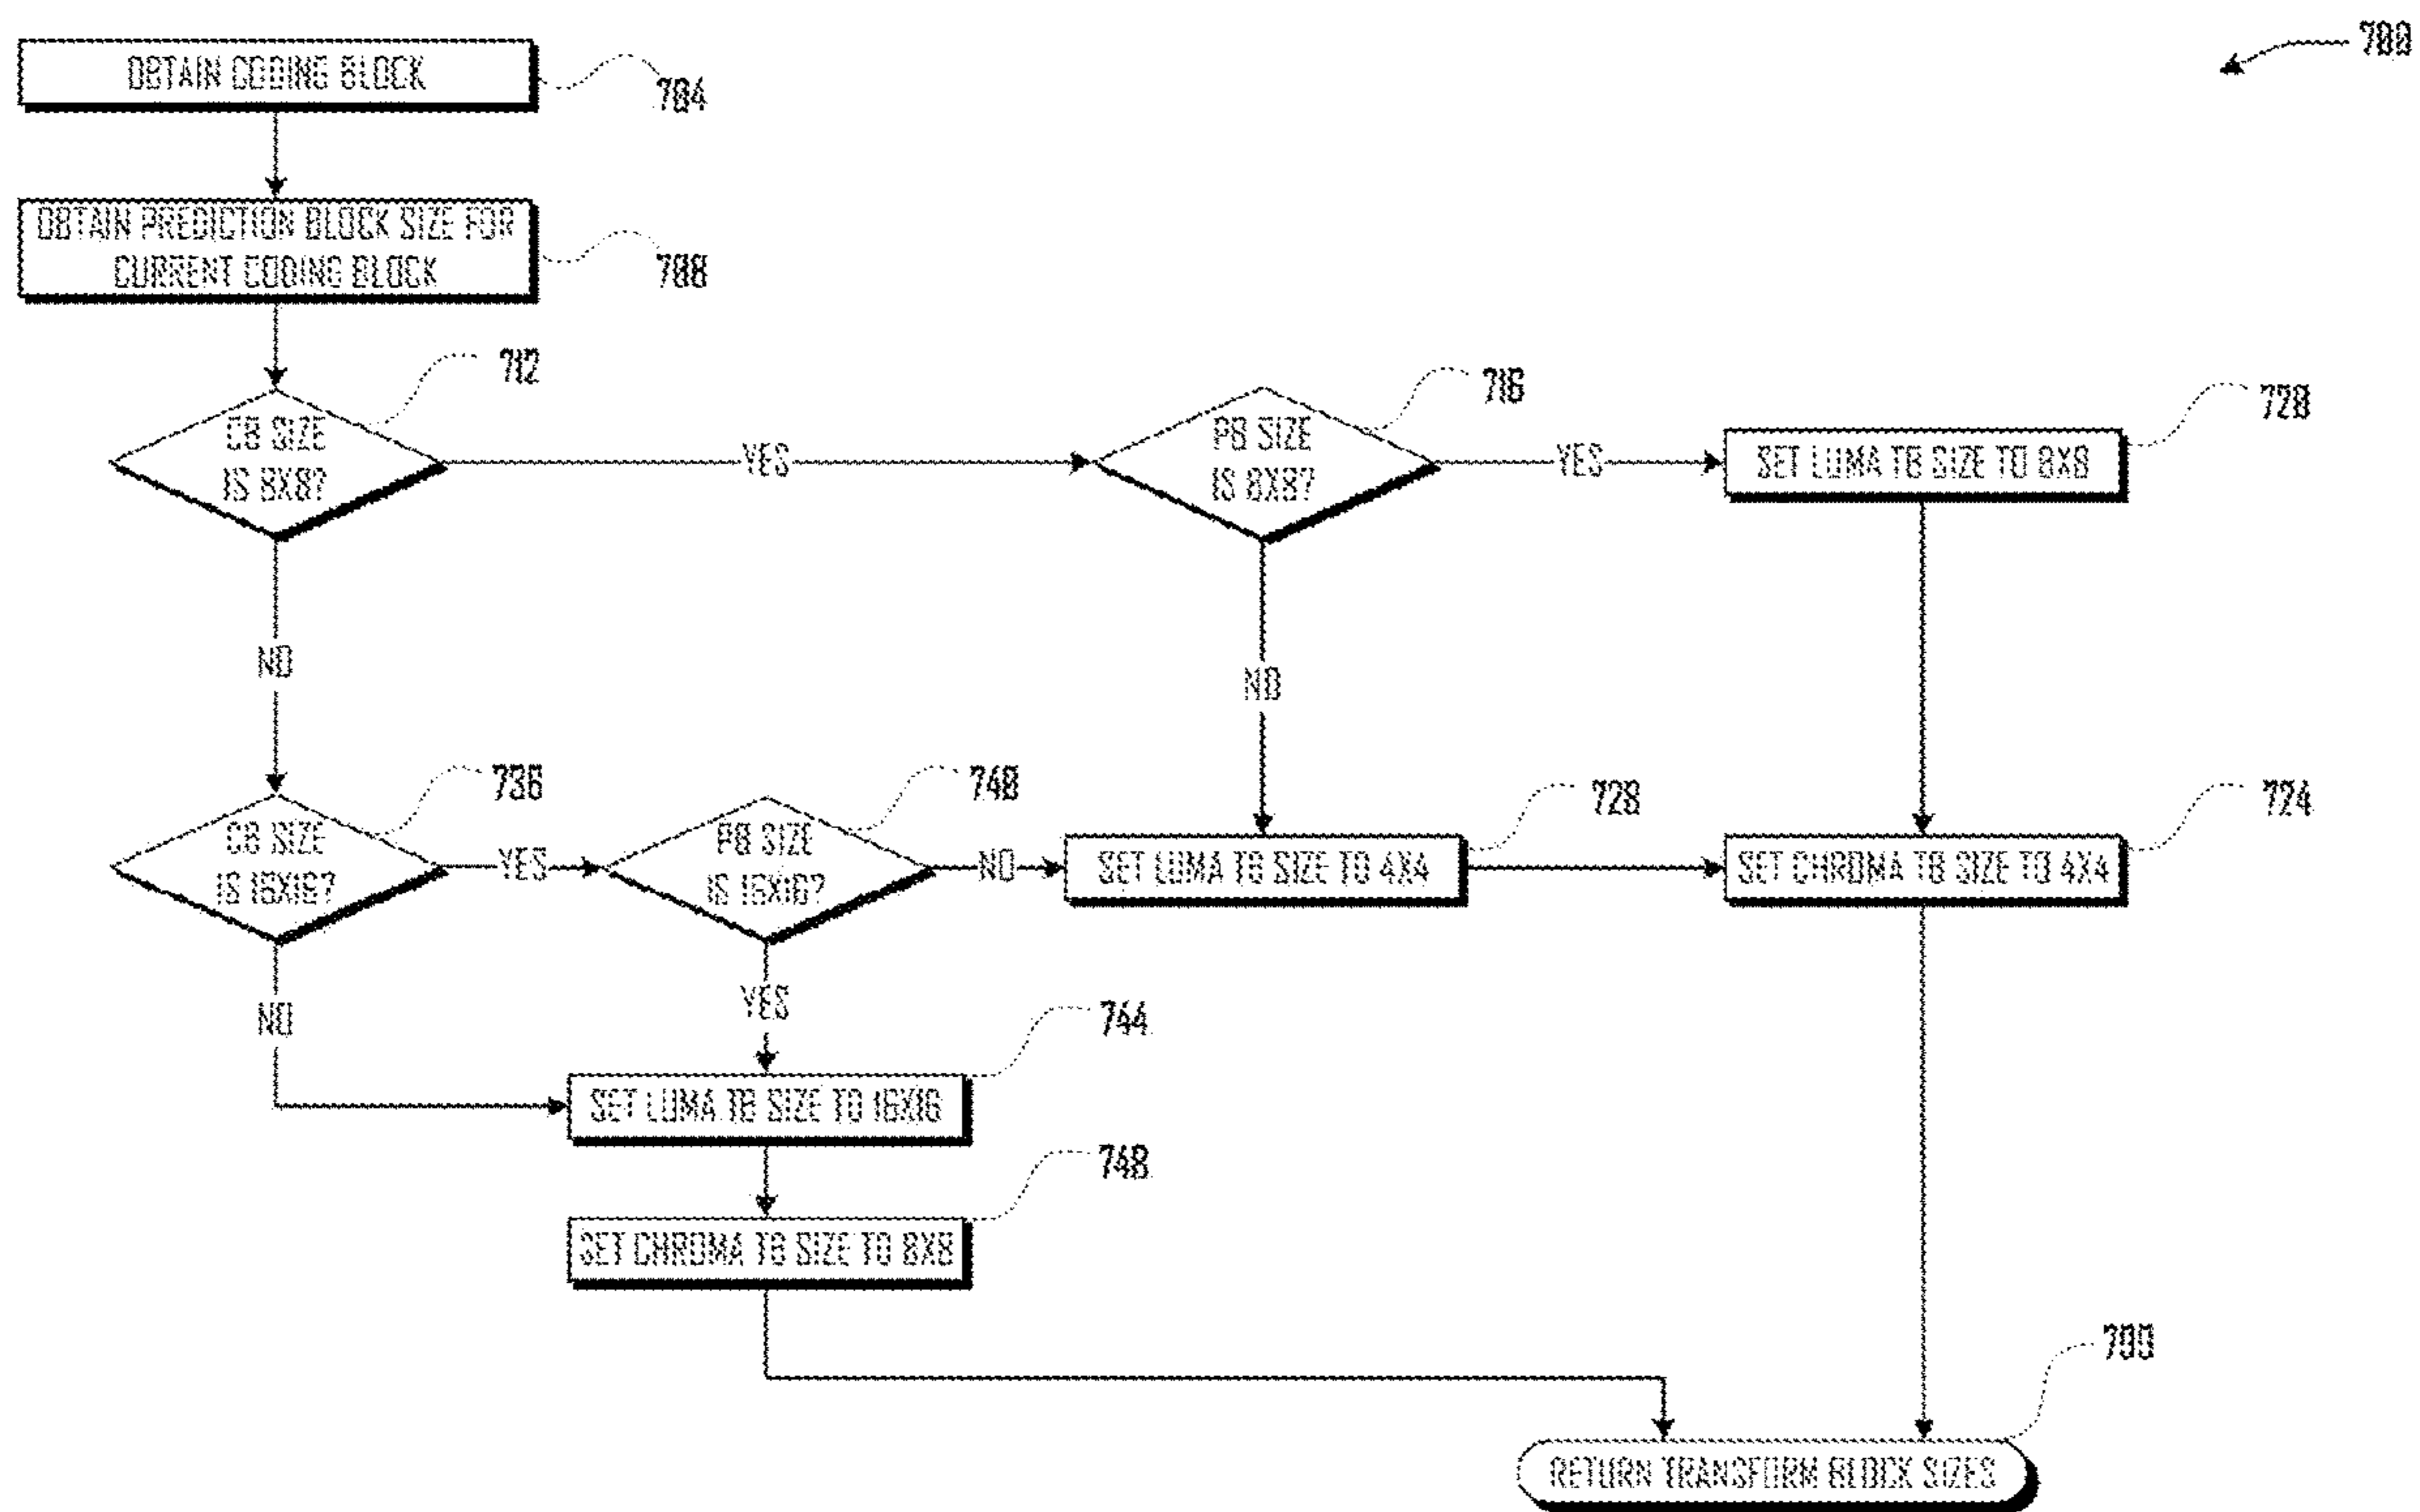 700
OBTAIN CODING BLOCK
704
OBTAIN PREDICTION BLOCK SIZE FOR
CURRENT CODING BLOCK
708
712
CB SIZE
IS 8X8?
YES
716
PB SIZE
IS 8X8?
YES
720
SET LUMA TB SIZE TO 8X8
NO
NO
736
CB SIZE
IS 16X16?
YES
740
PB SIZE
IS 16X16?
NO
728
SET LUMA TB SIZE TO 4X4
724
SET CHROMA TB SIZE TO 4X4
NO
YES
744
SET LUMA TB SIZE TO 16X16
748
SET CHROMA TB SIZE TO 8X8
RETURN TRANSFORM BLOCK SIZES